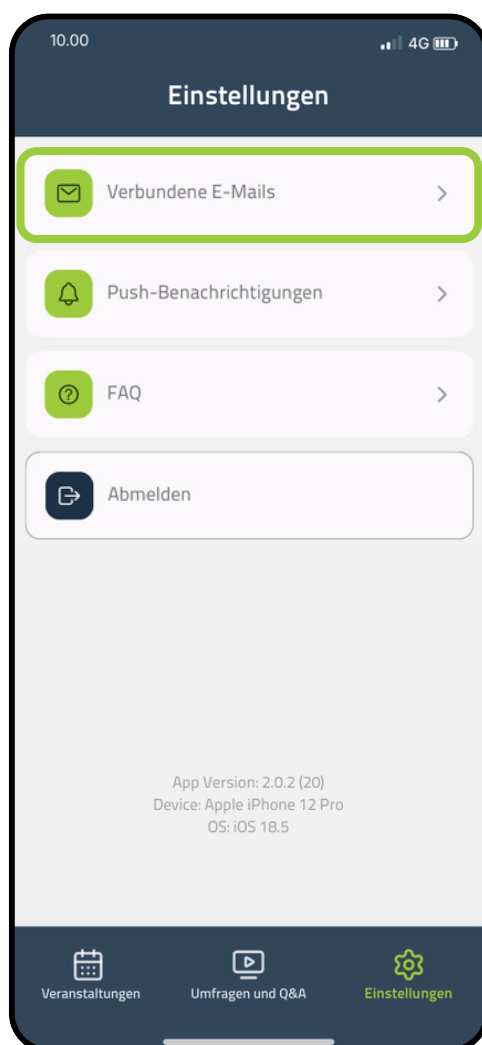 10.00
4G
Einstellungen
Verbundene E-Mails
Push-Benachrichtigungen
FAQ
Abmelden
App Version: 2.0.2 (20)
Device: Apple iPhone 12 Pro
OS: iOS 18.5
Veranstaltungen
Umfragen und Q&A
Einstellungen